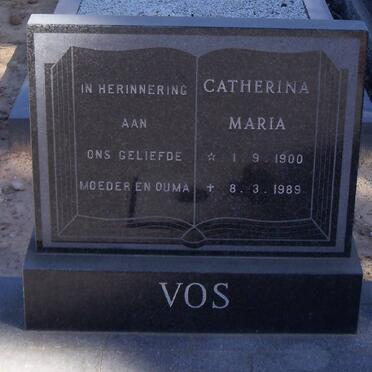 IN HERINNERING
AAN
ONS GELIEFDE
MOEDER EN OUMA
CATHERINA
MARIA
☆ 1.9.1900
✝ 8.3.1989
VOS